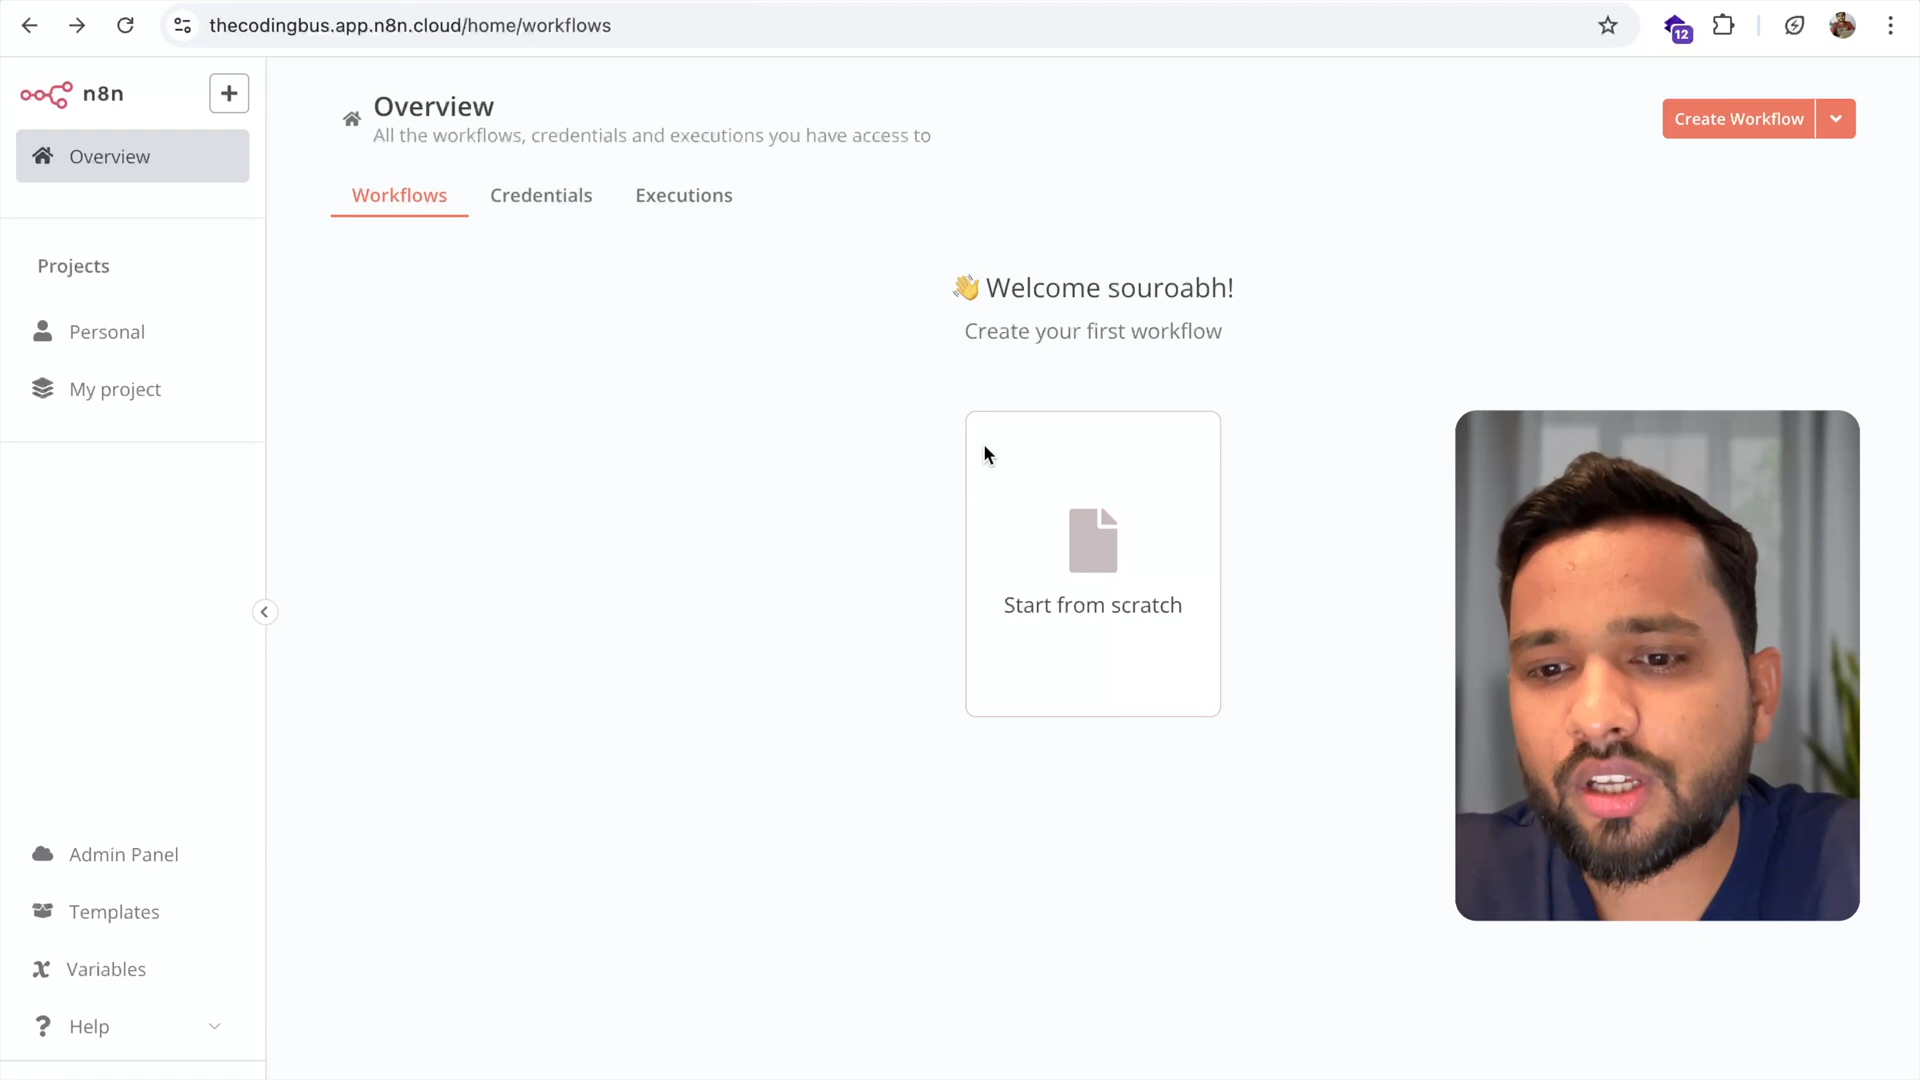 thecodingbus.app.n8n.cloud/home/workflows
12
n8n
Overview
Overview
All the workflows, credentials and executions you have access to
Create Workflow
Workflows
Credentials
Executions
Projects
Personal
My project
👋 Welcome souroabh!
Create your first workflow
Start from scratch
Admin Panel
Templates
Variables
Help